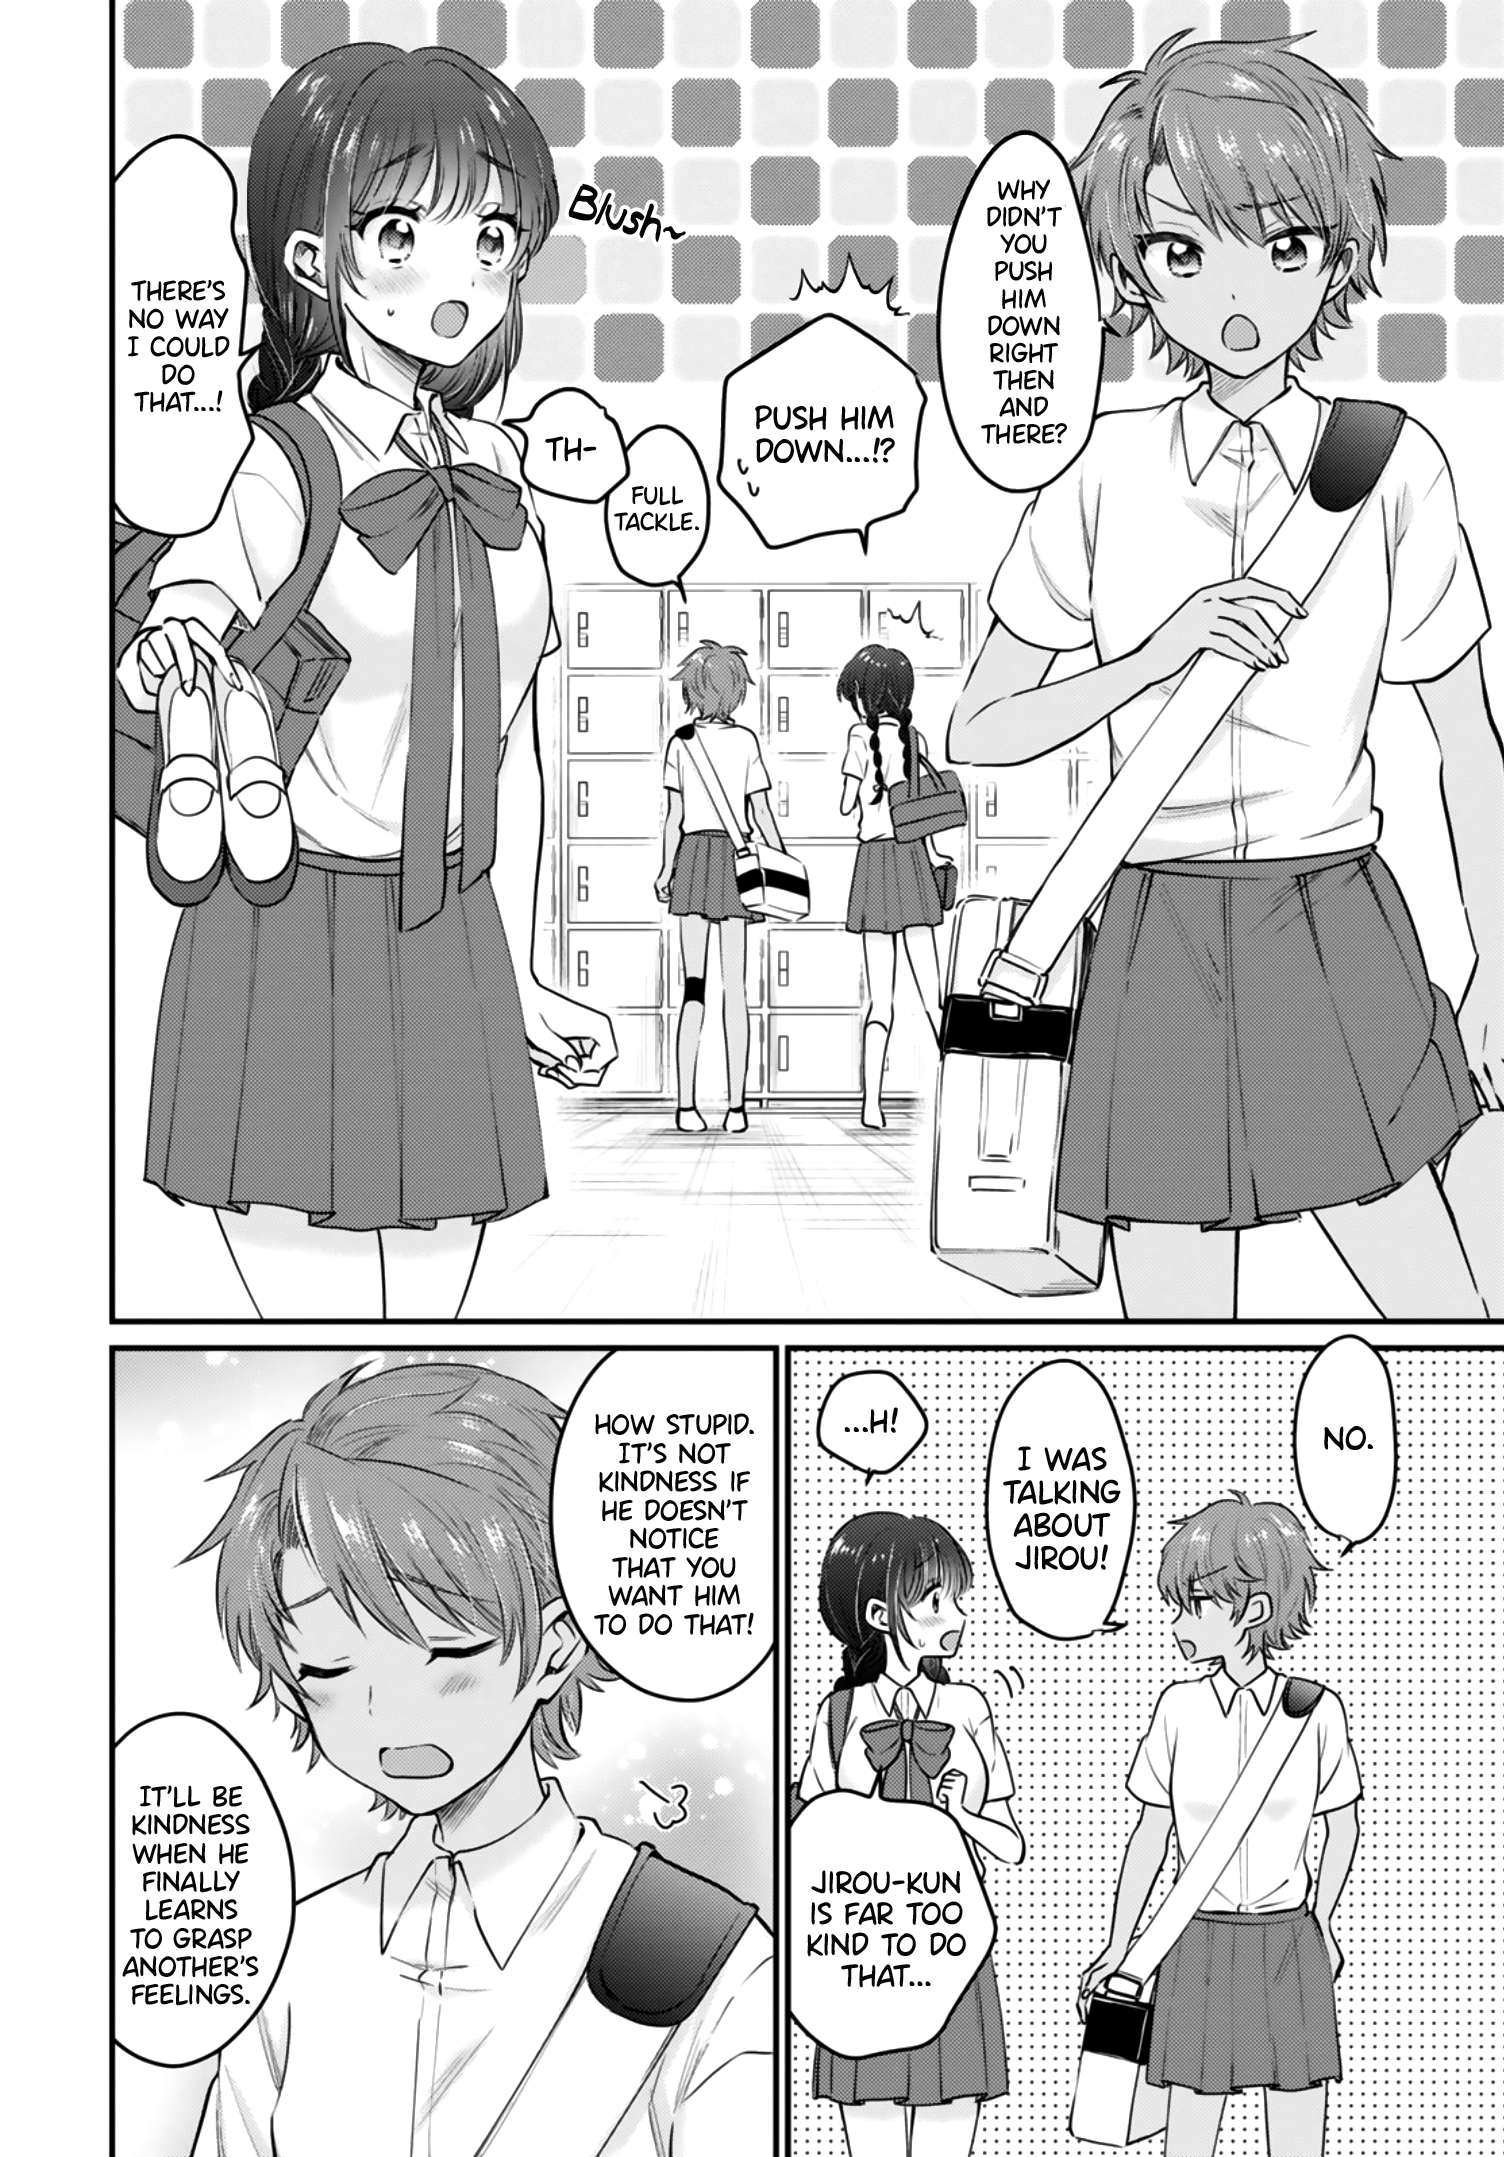 WHY
DIDN'T
YOU
PUSH
HIM
DOWN
RIGHT
THEN
AND
THERE?
PUSH HIM
DOWN...!?
FULL
TACKLE.
TH-
Blush~
THERE'S
NO WAY
I COULD
DO
THAT...!
NO.
I WAS
TALKING
ABOUT
JIROU!
...H!
JIROU-KUN
IS FAR TOO
KIND TO DO
THAT...
HOW STUPID.
IT'S NOT
KINDNESS IF
HE DOESN'T
NOTICE
THAT YOU
WANT HIM
TO DO THAT!
IT'LL BE
KINDNESS
WHEN HE
FINALLY
LEARNS
TO GRASP
ANOTHER'S
FEELINGS.